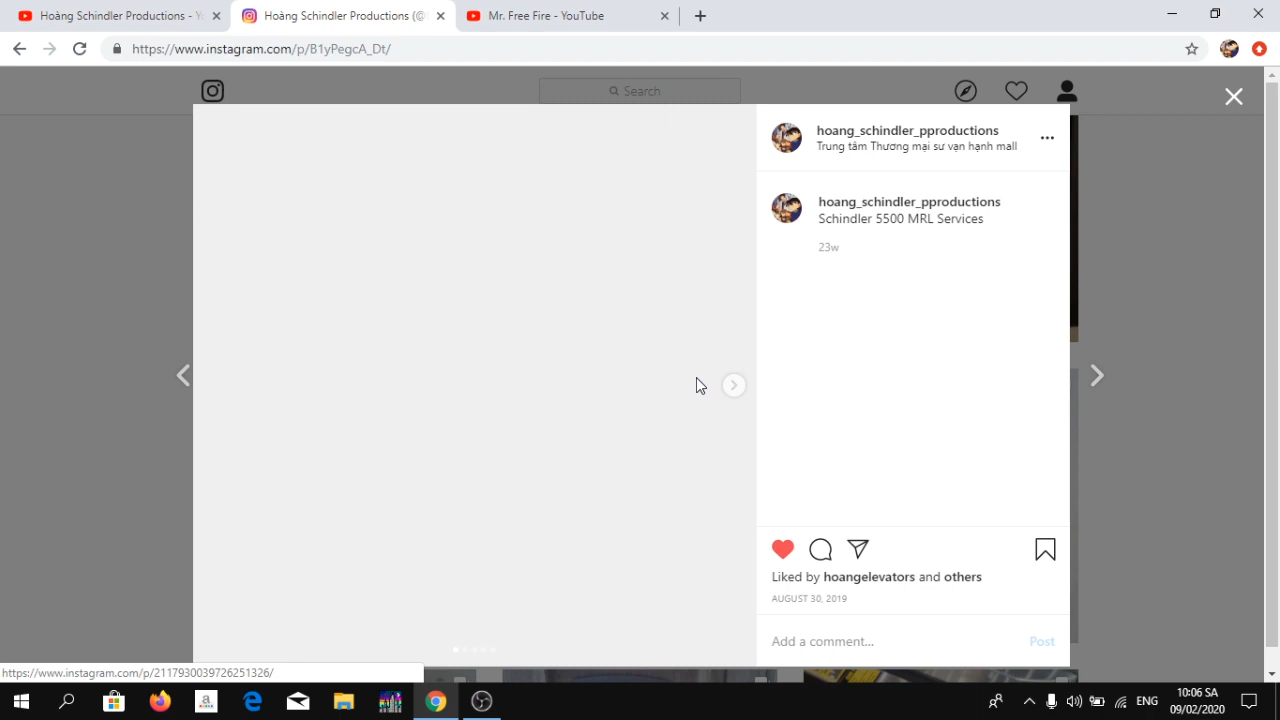 Hoàng Schindler Productions - Y
Hoàng Schindler Productions (@
Mr. Free Fire - YouTube
https://www.instagram.com/p/B1yPegcA_Dt/
Search
hoang_schindler_pproductions
Trung tâm Thương mại sư vạn hạnh mall
hoang_schindler_pproductions
Schindler 5500 MRL Services
23w
Liked by hoangelevators and others
AUGUST 30, 2019
Add a comment...
Post
https://www.instagram.com/p/2117930039726251326/
ENG
10:06 SA
09/02/2020